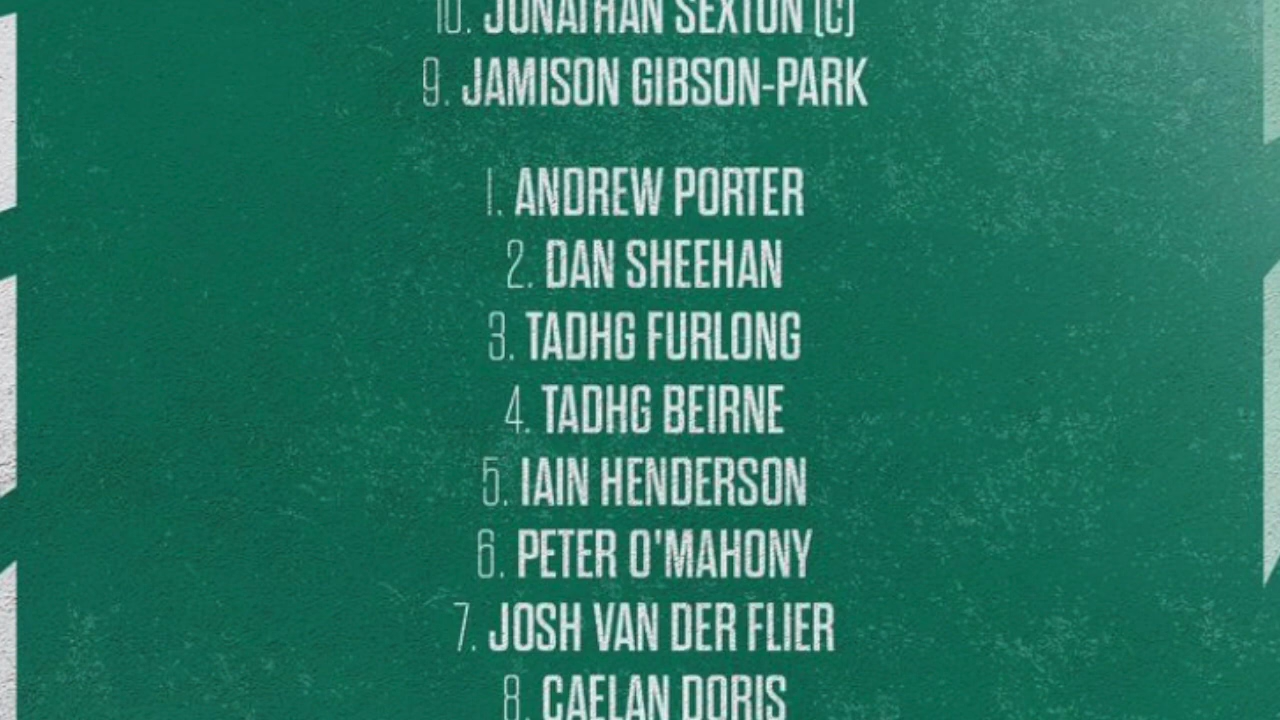 10. JONATHAN SEXTON (C)
9. JAMISON GIBSON-PARK
1. ANDREW PORTER
2. DAN SHEEHAN
3. TADHG FURLONG
4. TADHG BEIRNE
5. IAIN HENDERSON
6. PETER O'MAHONY
7. JOSH VAN DER FLIER
8. CAELAN DORIS